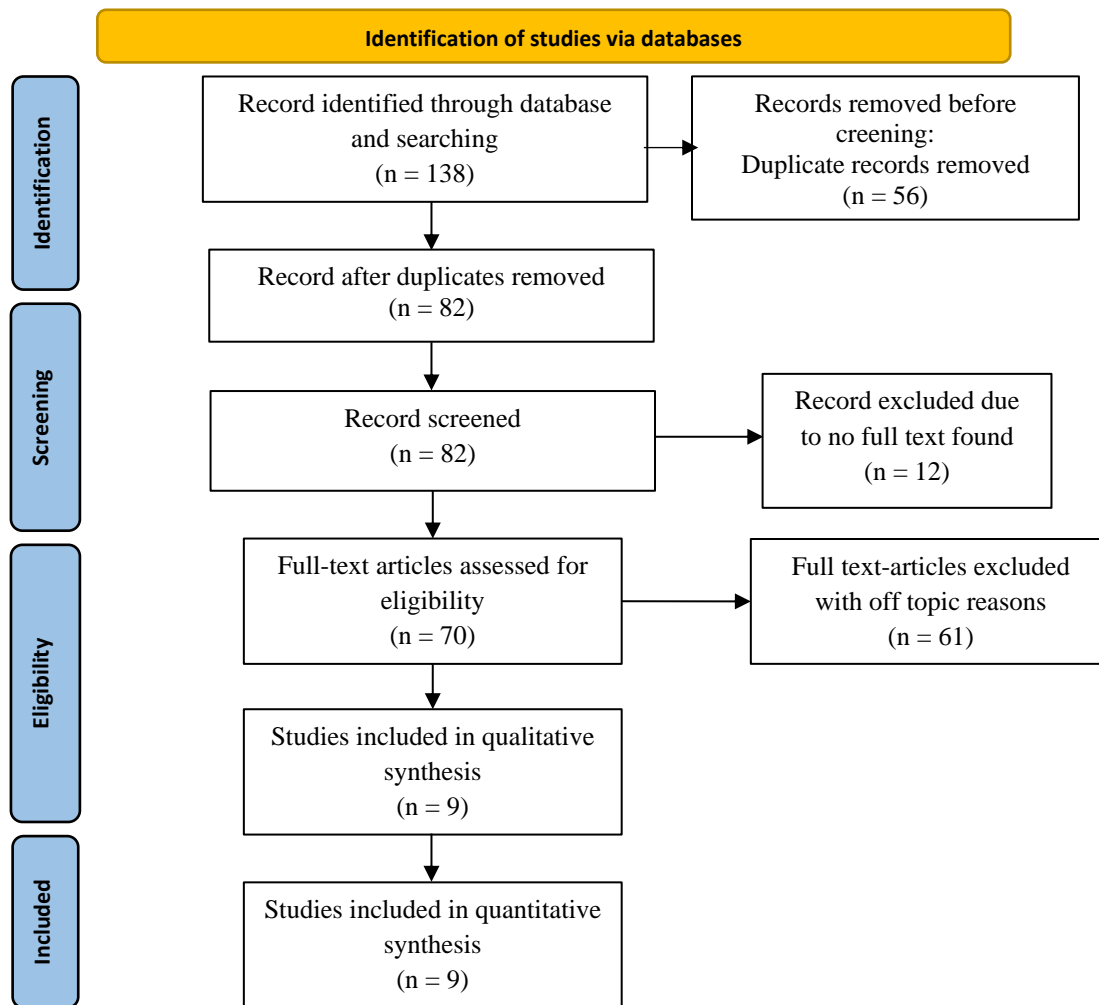 Identification of studies via databases
Identification
Record identified through database
and searching
(n = 138)
Records removed before
creening:
Duplicate records removed
(n = 56)
Record after duplicates removed
(n = 82)
Screening
Record screened
(n = 82)
Record excluded due
to no full text found
(n = 12)
Eligibility
Full-text articles assessed for
eligibility
(n = 70)
Full text-articles excluded
with off topic reasons
(n = 61)
Studies included in qualitative
synthesis
(n = 9)
Included
Studies included in quantitative
synthesis
(n = 9)